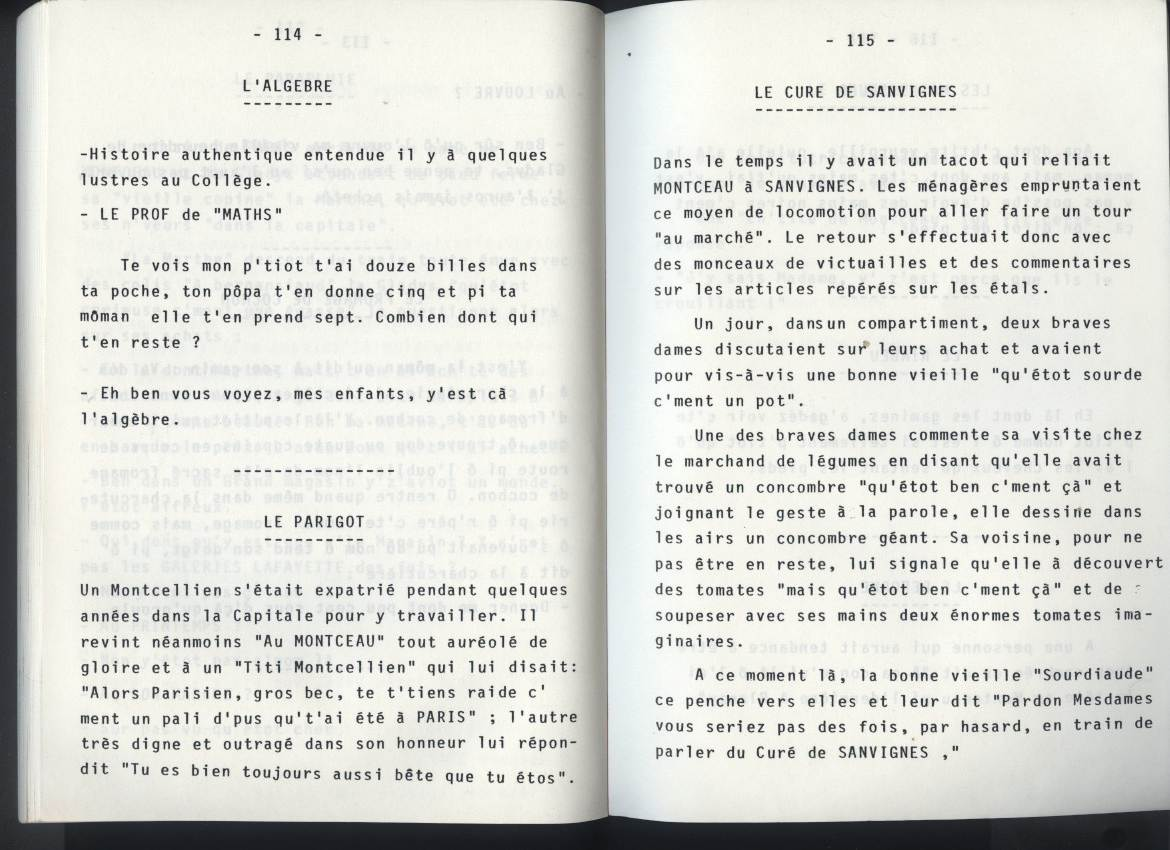 - 114 -
L'ALGEBRE
-Histoire authentique entendue il y'à quelques
lustres au Collège.
- LE PROF de "MATHS"
Te vois mon p'tiot t'ai douze billes dans
ta poche, ton pâpe t'en donne cinq et pi ta
môman elle t'en prend sept. Combien dont qui
t'en reste ?
- Eh ben vous voyez, mes enfants, y'est çà
l'algèbre.
LE PARIGOT
Un Montcellien s'était expatrié pendant quelques
années dans la capitale pour y travailler. Il
revint néanmoins "Au MONTCEAU" tout auréolé de
gloire et à un "Titi Montcellien" qui lui disait:
"Alors Parisien, gros bec, te t'tiens raide c'
ment un pali d'pus qu't'ai été à PARIS" ; l'autre
très digne et outragé dans son honneur lui répon-
dit "Tu es bien toujours aussi bête que tu étos".
- 115 -
LE CURE DE SANVIGNES
Dans le temps il y avait un tacot qui reliait
MONTCEAU à SANVIGNES. Les ménagères empruntaient
ce moyen de locomotion pour aller faire un tour
"au marché". Le retour s'effectuait donc avec
des monceaux de victuailles et des commentaires
sur les articles repérés sur les étals.
Un jour, dansun compartiment, deux braves
dames discutaient sur leurs achat et avaient
pour vis-à-vis une bonne vieille "qu'étot sourde
c'ment un pot".
Une des braves dames commente sa visite chez
le marchand de légumes en disant qu'elle avait
trouvé un concombre "qu'étot ben c'ment çà" et
joignant le geste à la parole, elle dessine dans
les airs un concombre géant. Sa voisine, pour ne
pas être en reste, lui signale qu'elle à découvert
des tomates "mais qu'étot ben c'ment çà" et de
soupeser avec ses mains deux énormes tomates ima-
ginaires.
A ce moment là, la bonne vieille "Sourdiaude"
ce penche vers elles et leur dit "Pardon Mesdames
vous seriez pas des fois, par hasard, en train de
parler du Curé de SANVIGNES ,"